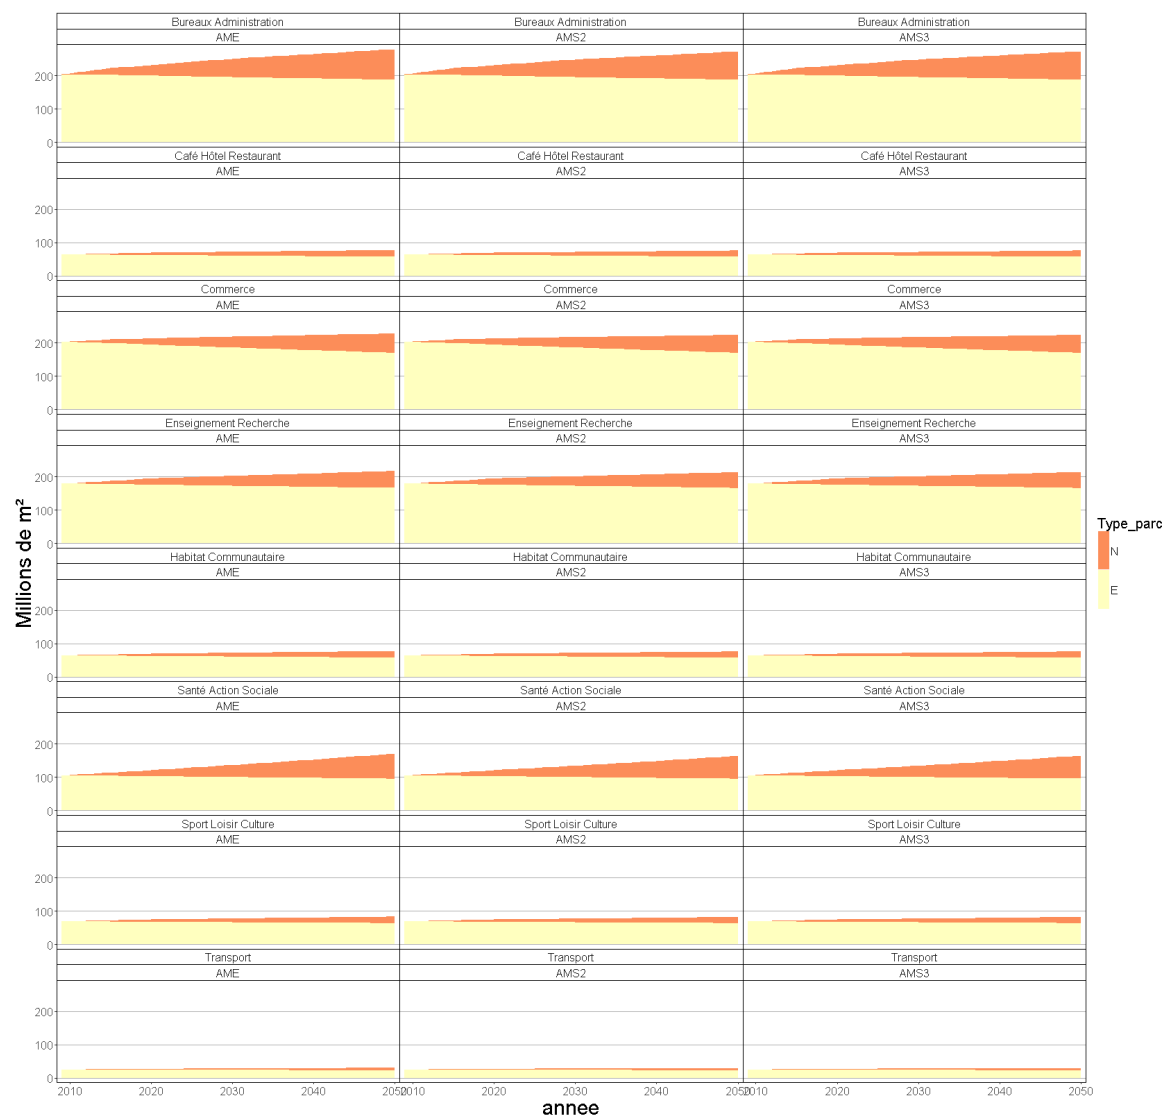 Bureaux Administration Bureaux Administration Bureaux Administration
AME AMS2 AMS3
200
100
0
Café Hôtel Restaurant Café Hôtel Restaurant Café Hôtel Restaurant
AME AMS2 AMS3
200
100
0
Commerce Commerce Commerce
AME AMS2 AMS3
200
100
0
Enseignement Recherche Enseignement Recherche Enseignement Recherche
AME AMS2 AMS3
200
100
0
Habitat Communautaire Habitat Communautaire Habitat Communautaire
AME AMS2 AMS3
200
100
0
Santé Action Sociale Santé Action Sociale Santé Action Sociale
AME AMS2 AMS3
200
100
0
Sport Loisir Culture Sport Loisir Culture Sport Loisir Culture
AME AMS2 AMS3
200
100
0
Transport Transport Transport
AME AMS2 AMS3
200
100
0
2010 2020 2030 2040 2050 2010 2020 2030 2040 2050 2010 2020 2030 2040 2050
annee
Millions de m²
Type_parc
N
E